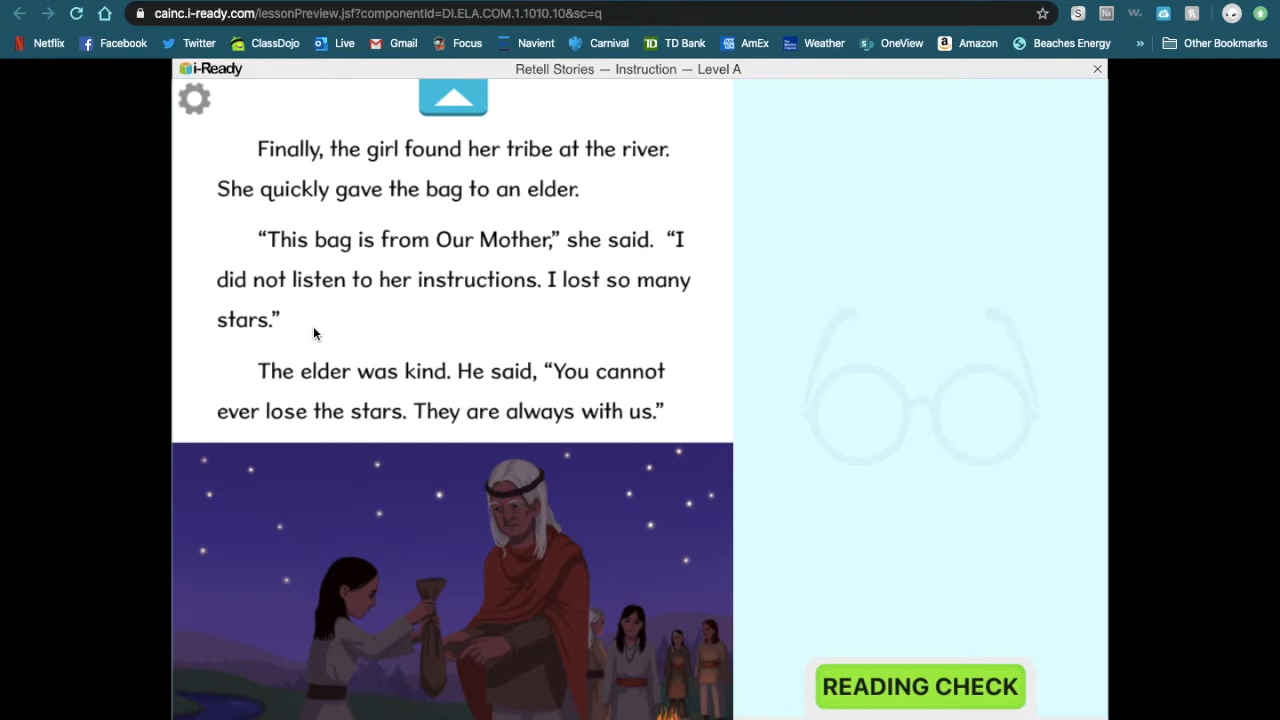 cainc.i-ready.com/lessonPreview.jsf?componentId=DI.ELA.COM.1.1010.10&sc=q
S Nx w.
Netflix Facebook Twitter ClassDojo Live Gmail Focus Navient Carnival TD Bank AmEx Weather OneView Amazon Beaches Energy » Other Bookmarks
i-Ready Retell Stories — Instruction — Level A
Finally, the girl found her tribe at the river.
She quickly gave the bag to an elder.
“This bag is from Our Mother,” she said. “I
did not listen to her instructions. I lost so many
stars.”
The elder was kind. He said, “You cannot
ever lose the stars. They are always with us.”
READING CHECK